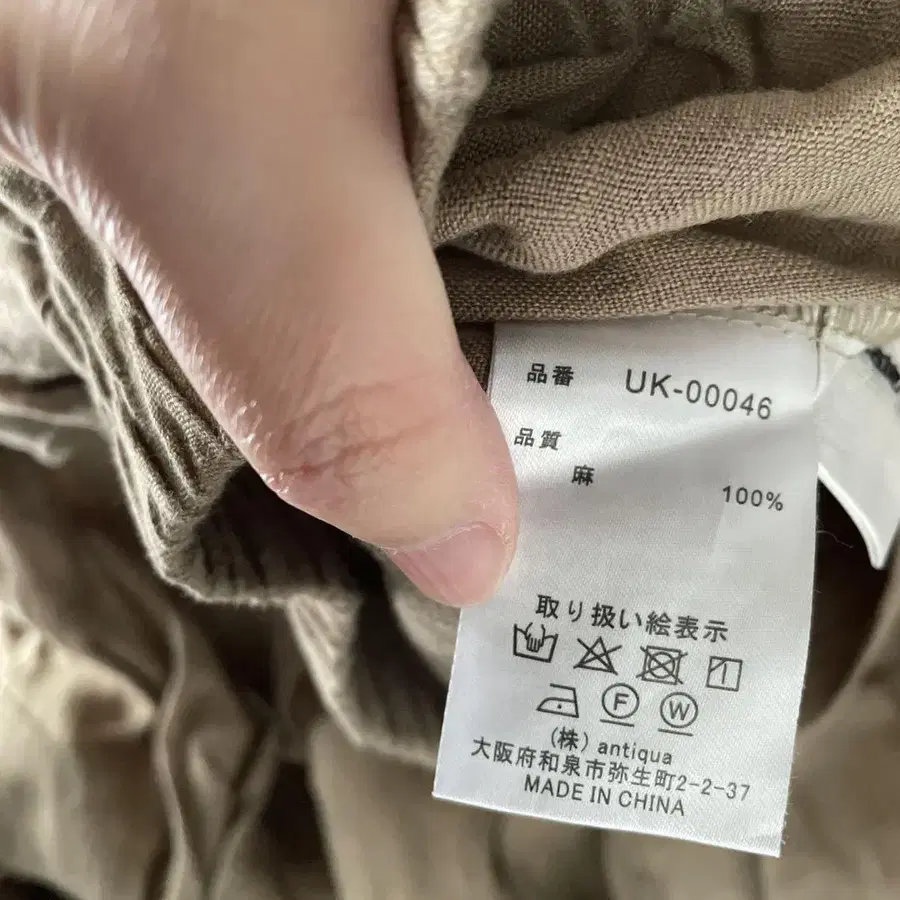 品番 UK-00046
品質
麻 100%
取り扱い絵表示
F W
(株) antiqua
大阪府和泉市弥生町2-2-37
MADE IN CHINA